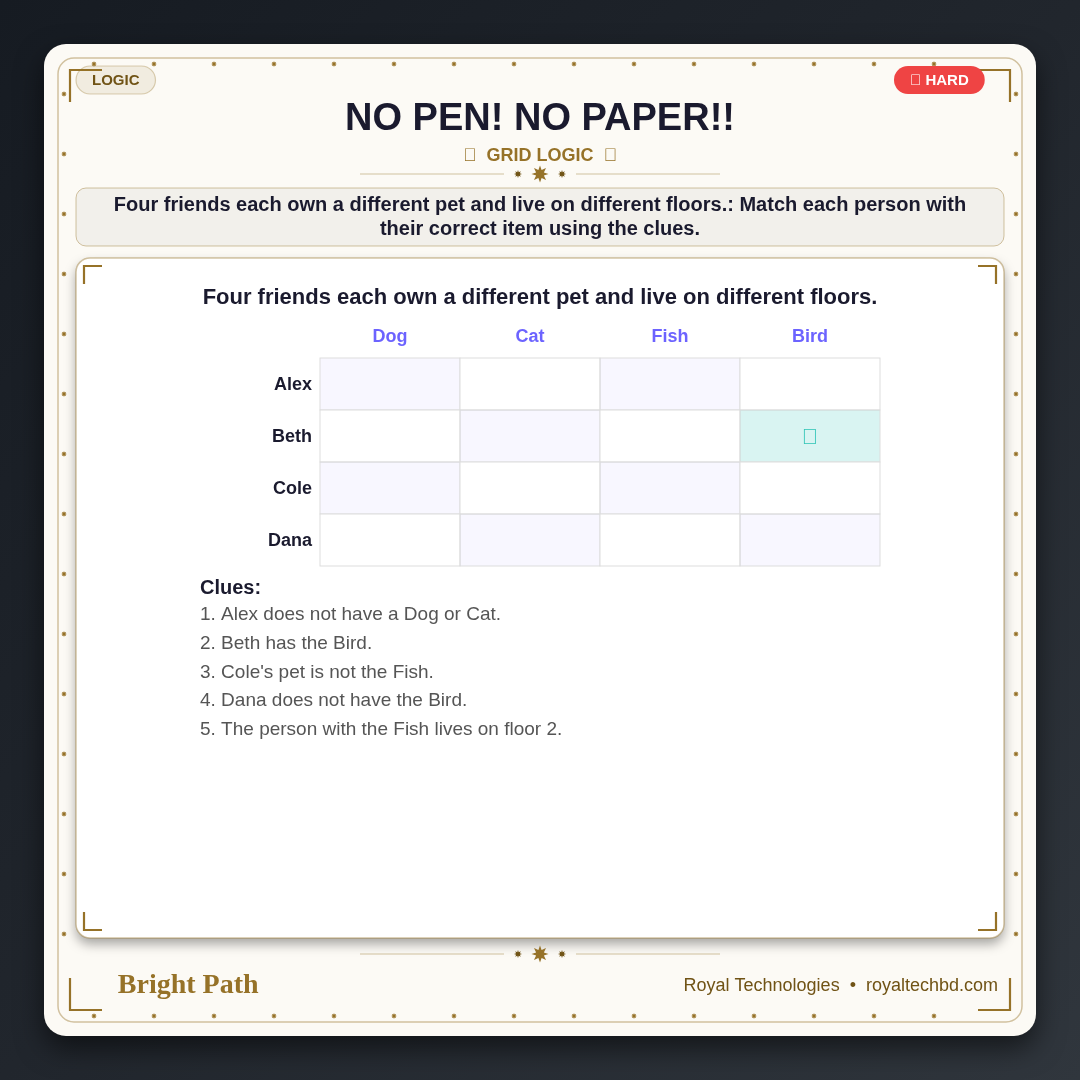 LOGIC
HARD
NO PEN! NO PAPER!!
GRID LOGIC
Four friends each own a different pet and live on different floors.: Match each person with
their correct item using the clues.
Four friends each own a different pet and live on different floors.
Dog Cat Fish Bird
Alex
Beth
Cole
Dana
Clues:
1. Alex does not have a Dog or Cat.
2. Beth has the Bird.
3. Cole's pet is not the Fish.
4. Dana does not have the Bird.
5. The person with the Fish lives on floor 2.
Bright Path
Royal Technologies • royaltechbd.com